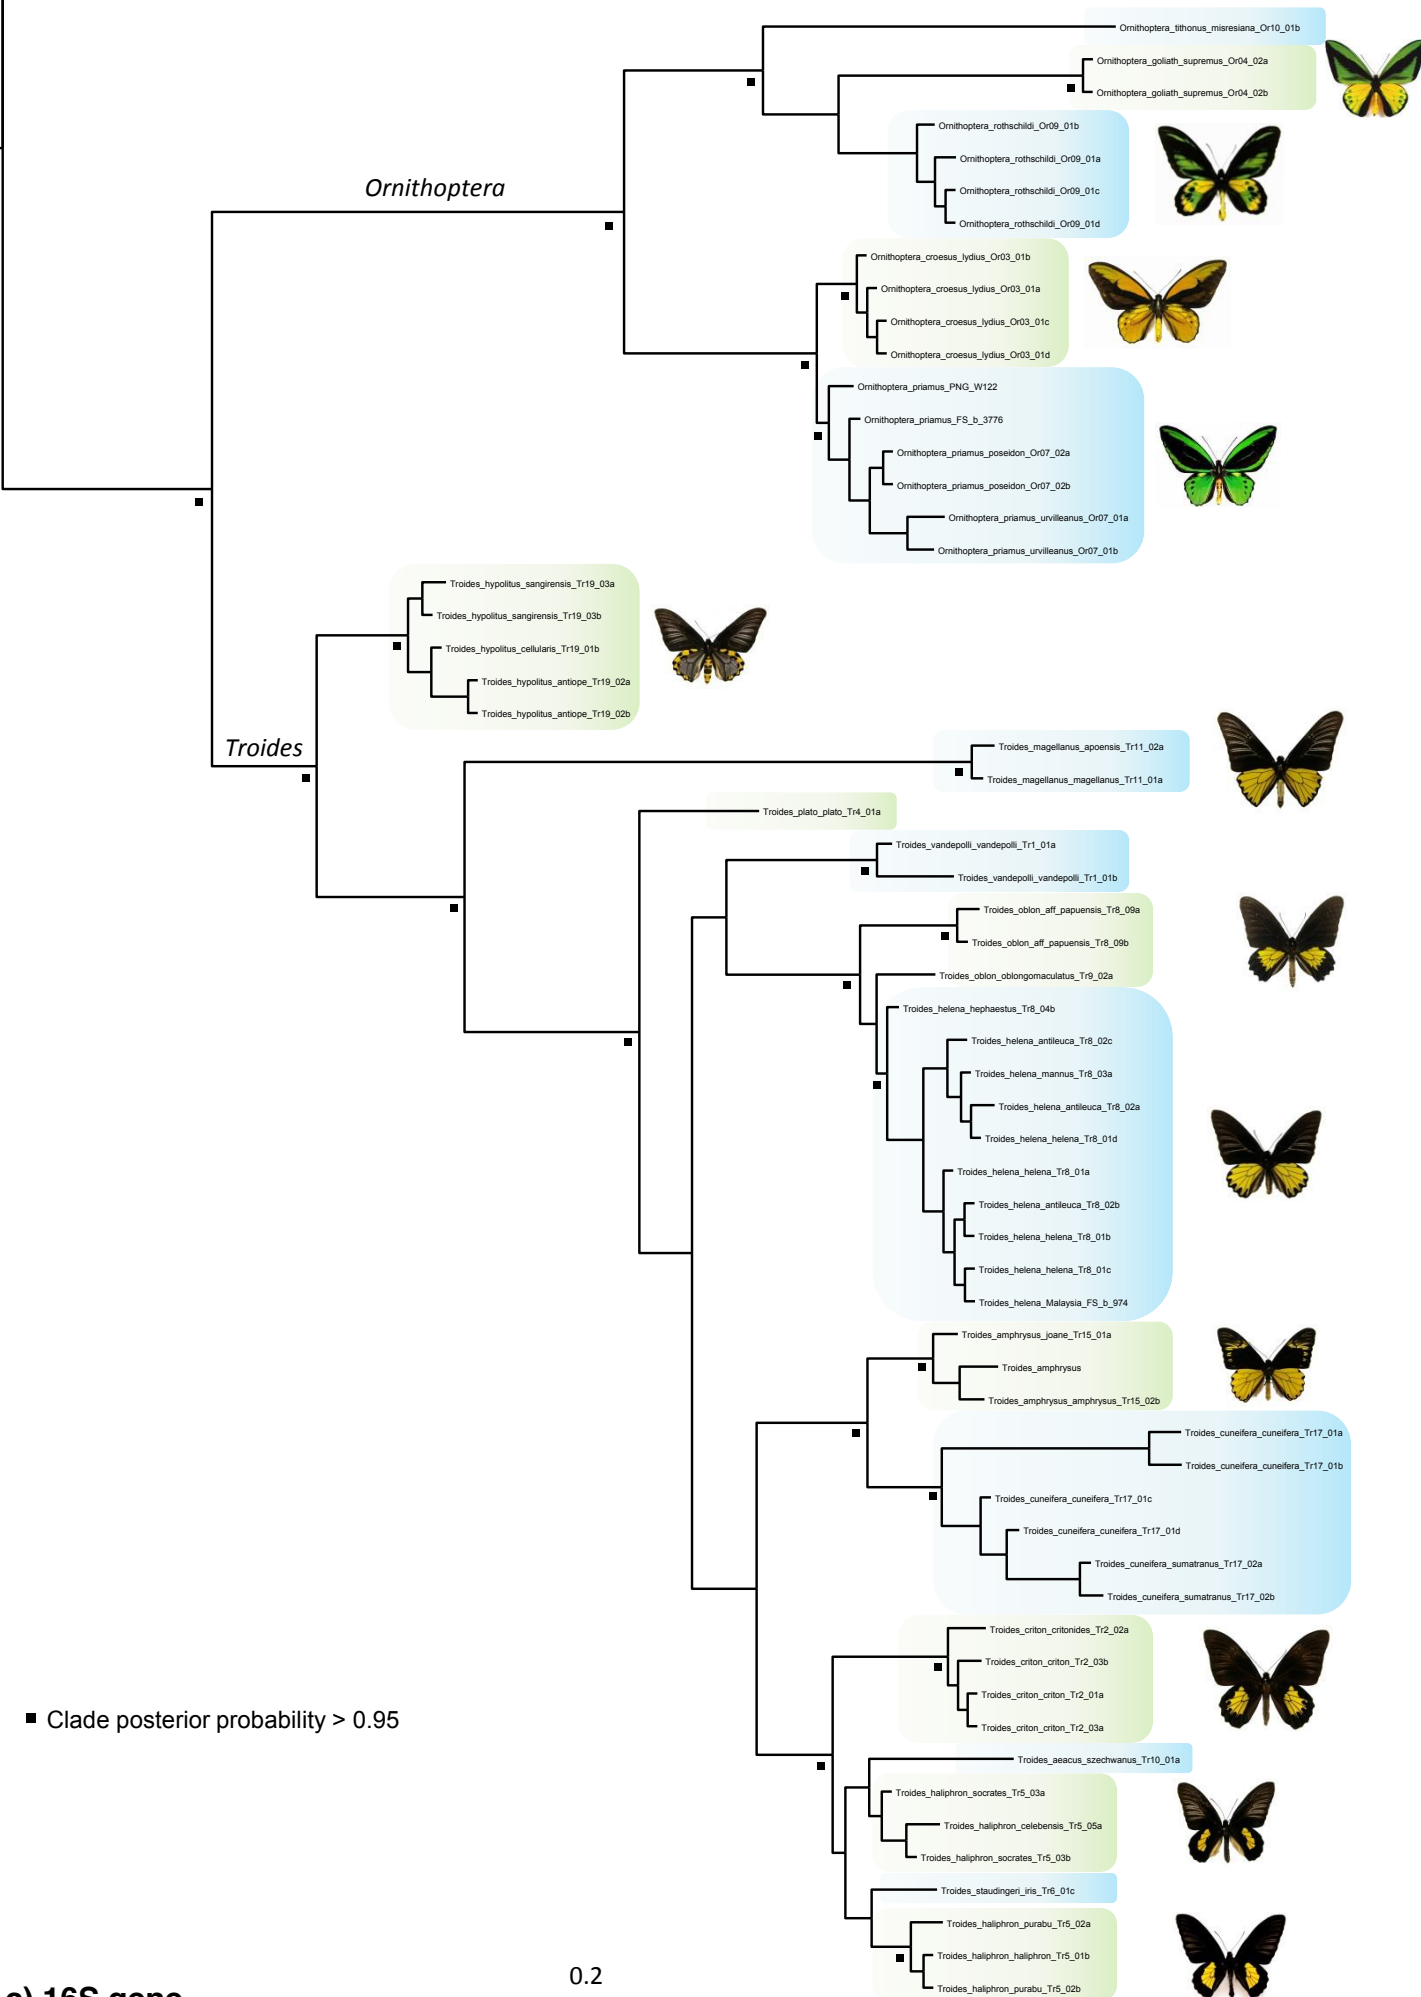 Ornithoptera_tithonus_misresiana_Or10_01b
Ornithoptera_goliath_supremus_Or04_02a
Ornithoptera_goliath_supremus_Or04_02b
Ornithoptera_rothschildi_Or09_01b
Ornithoptera_rothschildi_Or09_01a
Ornithoptera
Ornithoptera_rothschildi_Or09_01c
Ornithoptera_rothschildi_Or09_01d
Ornithoptera_croesus_lydius_Or03_01b
Ornithoptera_croesus_lydius_Or03_01a
Ornithoptera_croesus_lydius_Or03_01c
Ornithoptera_croesus_lydius_Or03_01d
Ornithoptera_priamus_PNG_W122
Ornithoptera_priamus_FS_b_3776
Ornithoptera_priamus_poseidon_Or07_02a
Ornithoptera_priamus_poseidon_Or07_02b
Ornithoptera_priamus_urvilleanus_Or07_01a
Ornithoptera_priamus_urvilleanus_Or07_01b
Troides_hypolitus_sangirensis_Tr19_03a
Troides_hypolitus_sangirensis_Tr19_03b
Troides_hypolitus_cellularis_Tr19_01b
Troides_hypolitus_antiope_Tr19_02a
Troides_hypolitus_antiope_Tr19_02b
Troides
Troides_magellanus_apoensis_Tr11_02a
Troides_magellanus_magellanus_Tr11_01a
Troides_plato_plato_Tr4_01a
Troides_vandepolli_vandepolli_Tr1_01a
Troides_vandepolli_vandepolli_Tr1_01b
Troides_oblon_aff_papuensis_Tr8_09a
Troides_oblon_aff_papuensis_Tr8_09b
Troides_oblon_oblongomaculatus_Tr9_02a
Troides_helena_hephaestus_Tr8_04b
Troides_helena_antileuca_Tr8_02c
Troides_helena_mannus_Tr8_03a
Troides_helena_antileuca_Tr8_02a
Troides_helena_helena_Tr8_01d
Troides_helena_helena_Tr8_01a
Troides_helena_antileuca_Tr8_02b
Troides_helena_helena_Tr8_01b
Troides_helena_helena_Tr8_01c
Troides_helena_Malaysia_FS_b_974
Troides_amphrysus_joane_Tr15_01a
Troides_amphrysus
Troides_amphrysus_amphrysus_Tr15_02b
Troides_cuneifera_cuneifera_Tr17_01a
Troides_cuneifera_cuneifera_Tr17_01b
Troides_cuneifera_cuneifera_Tr17_01c
Troides_cuneifera_cuneifera_Tr17_01d
Troides_cuneifera_sumatranus_Tr17_02a
Troides_cuneifera_sumatranus_Tr17_02b
Troides_criton_critonides_Tr2_02a
Troides_criton_criton_Tr2_03b
Troides_criton_criton_Tr2_01a
Troides_criton_criton_Tr2_03a
Clade posterior probability > 0.95
Troides_aeacus_szechwanus_Tr10_01a
Troides_haliphron_socrates_Tr5_03a
Troides_haliphron_celebensis_Tr5_05a
Troides_haliphron_socrates_Tr5_03b
Troides_staudingeri_iris_Tr6_01c
Troides_haliphron_purabu_Tr5_02a
Troides_haliphron_haliphron_Tr5_01b
0.2
Troides_haliphron_purabu_Tr5_02b
16S gene